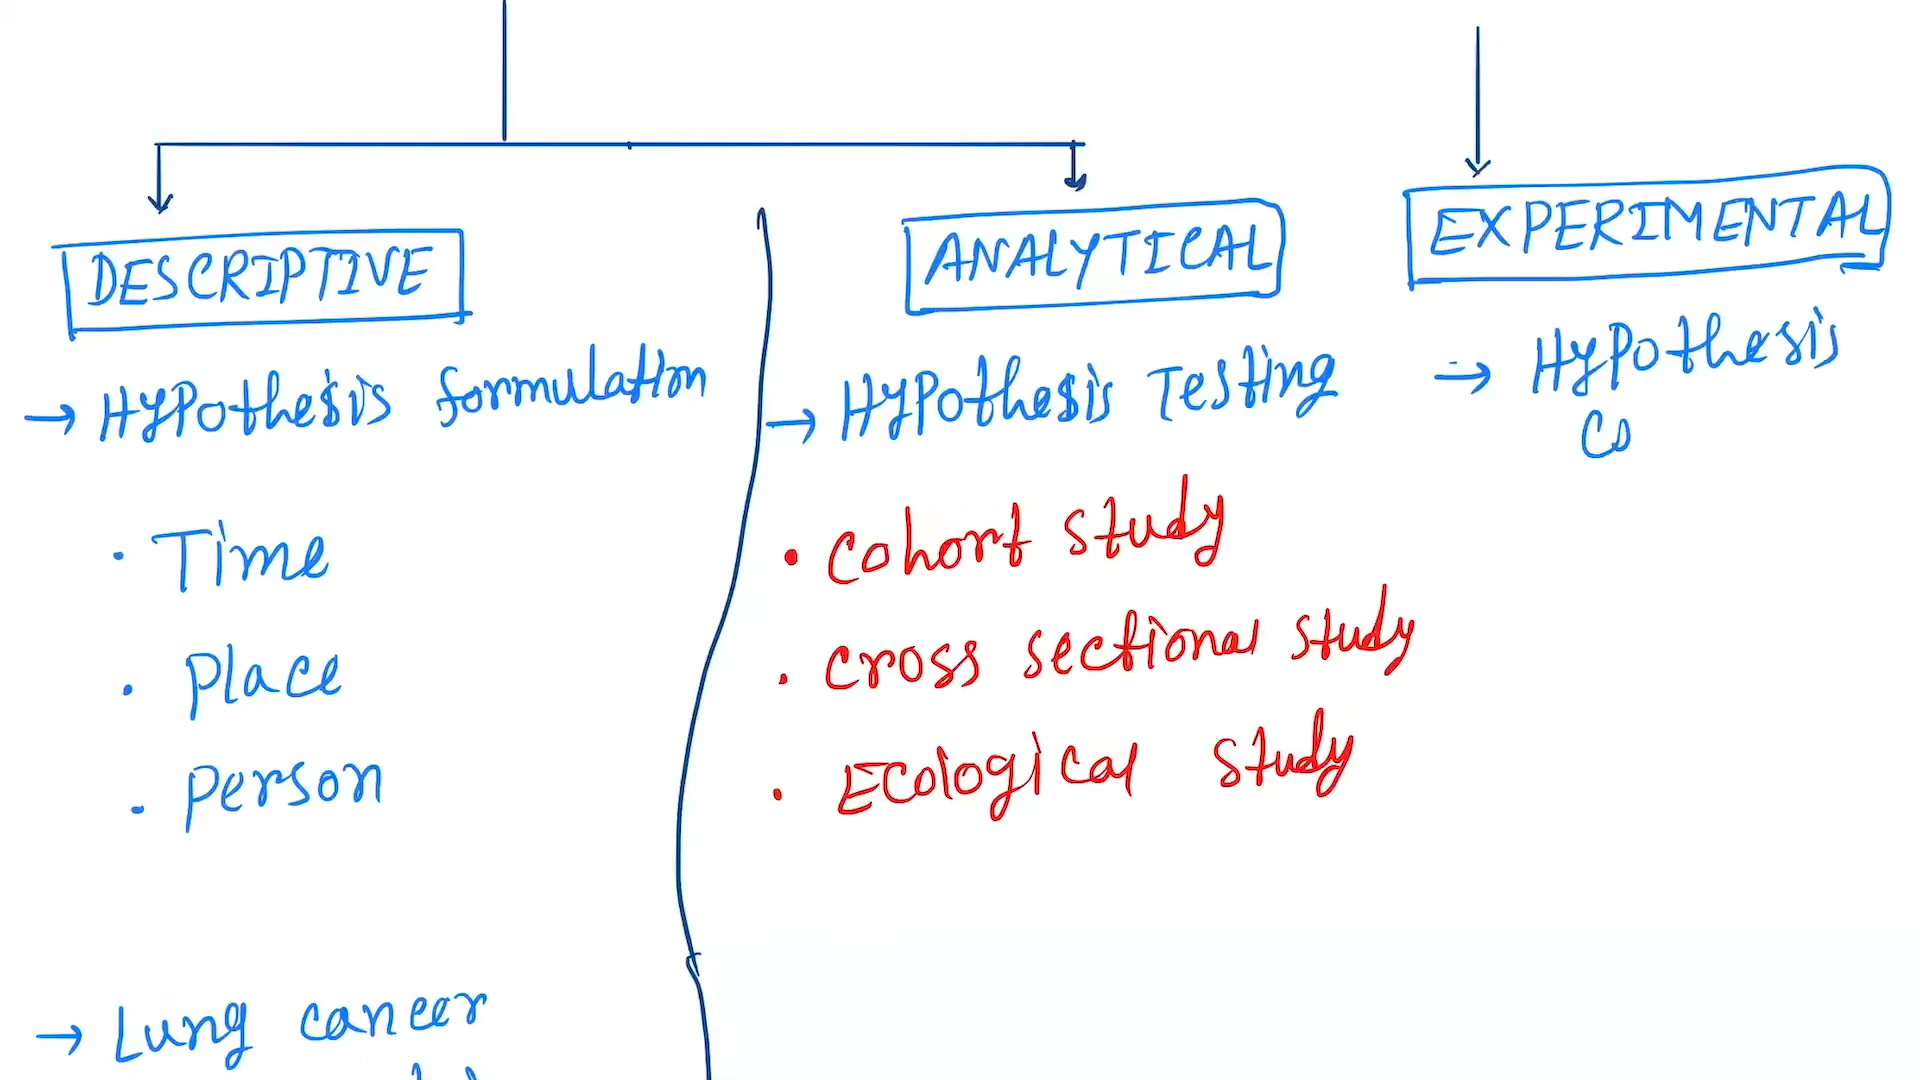 DESCRIPTIVE
→ Hypothesis formulation
• Time
• Place
• Person
→ Lung cancer
ANALYTICAL
→ Hypothesis Testing
• Cohort study
• cross sectional study
• Ecological study
EXPERIMENTAL
→ Hypothesis
Co